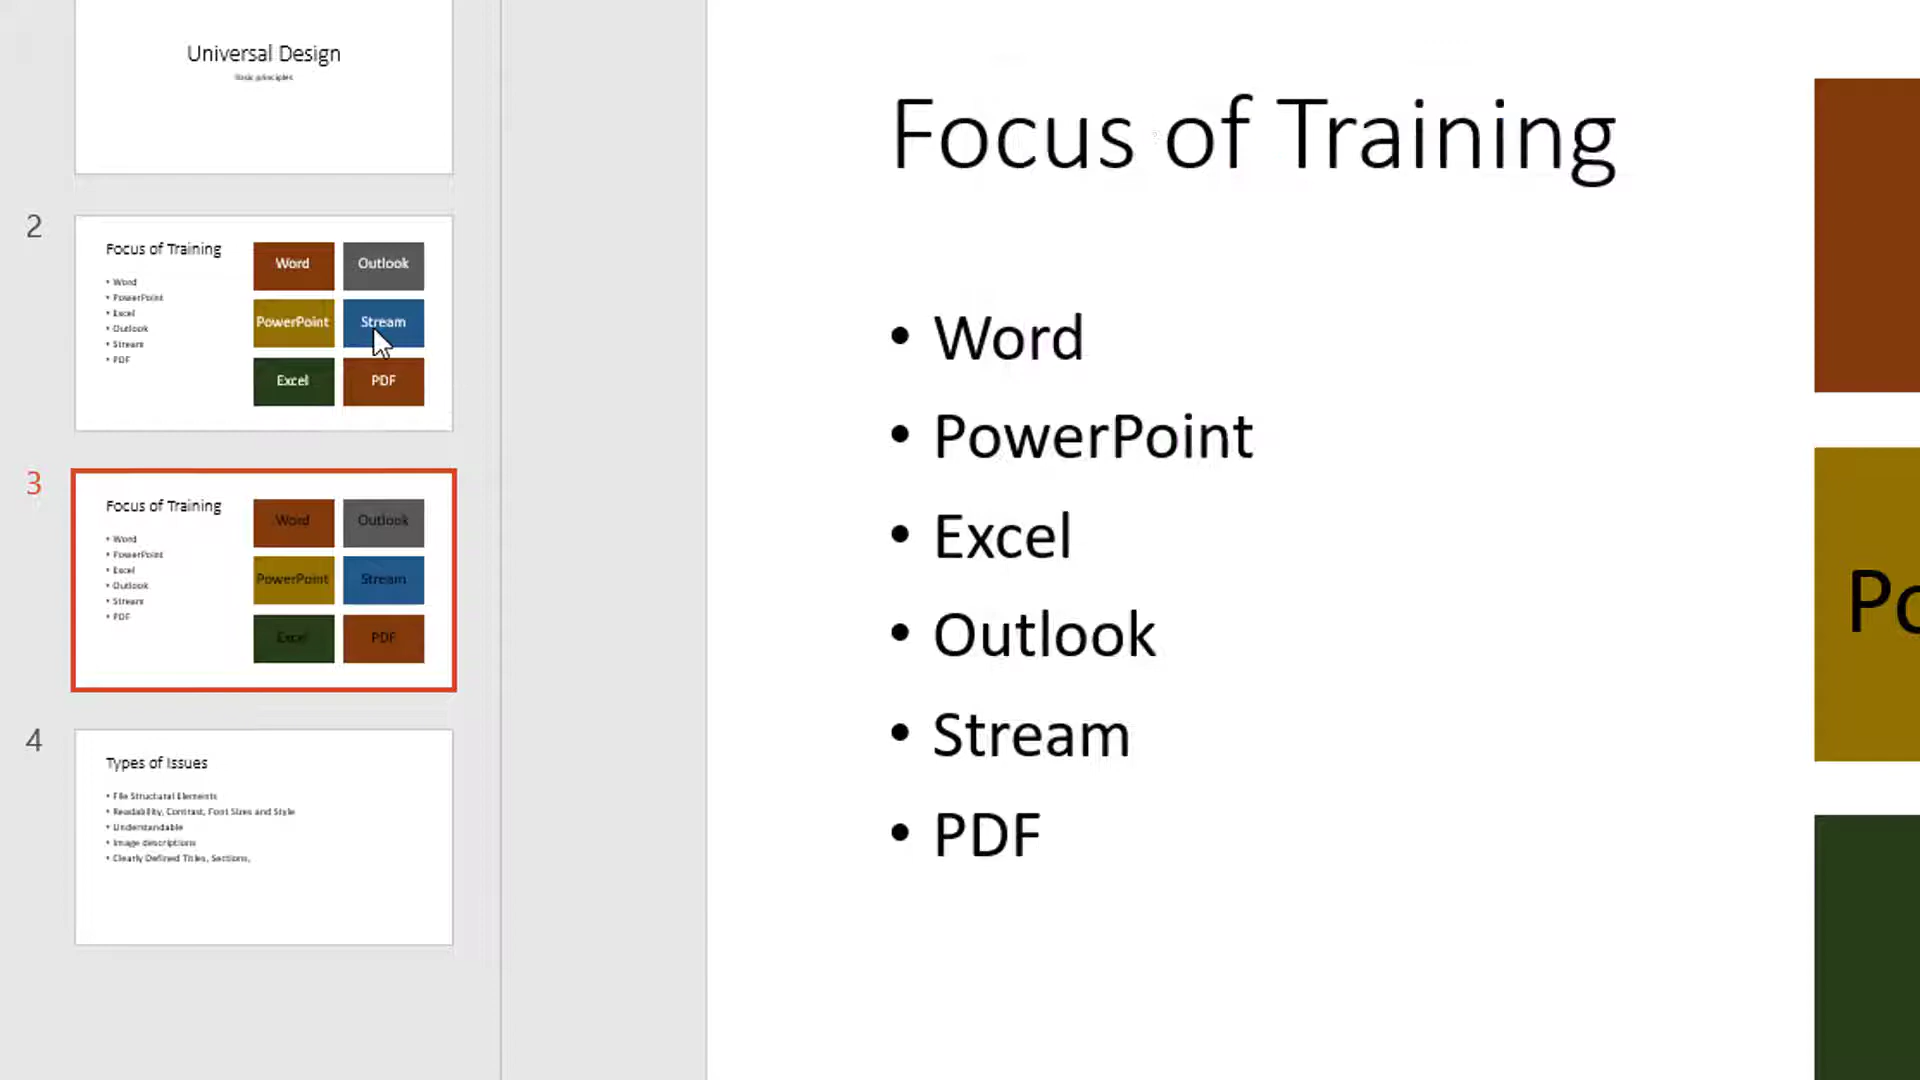 Universal Design
Basic principles
2
Focus of Training
• Word
• PowerPoint
• Excel
• Outlook
• Stream
• PDF
Word
Outlook
PowerPoint
Stream
Excel
PDF
3
Focus of Training
• Word
• PowerPoint
• Excel
• Outlook
• Stream
• PDF
Word
Outlook
PowerPoint
Stream
Excel
PDF
4
Types of Issues
• File Structural Elements
• Readability, Contrast, Font Sizes and Style
• Understandable
• Image descriptions
• Clearly Defined Titles, Sections,
Focus of Training
• Word
• PowerPoint
• Excel
• Outlook
• Stream
• PDF
Po